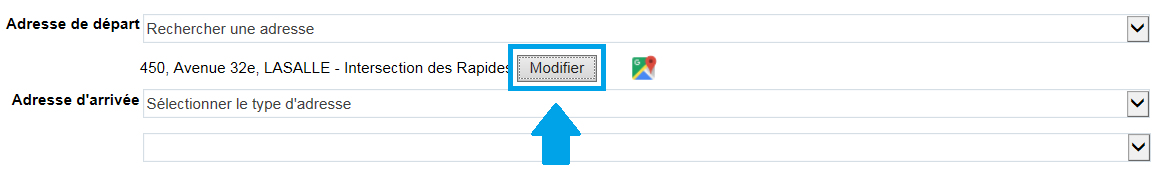 Adresse de départ Rechercher une adresse
450, Avenue 32e, LASALLE - Intersection des Rapides Modifier
Adresse d'arrivée Sélectionner le type d'adresse